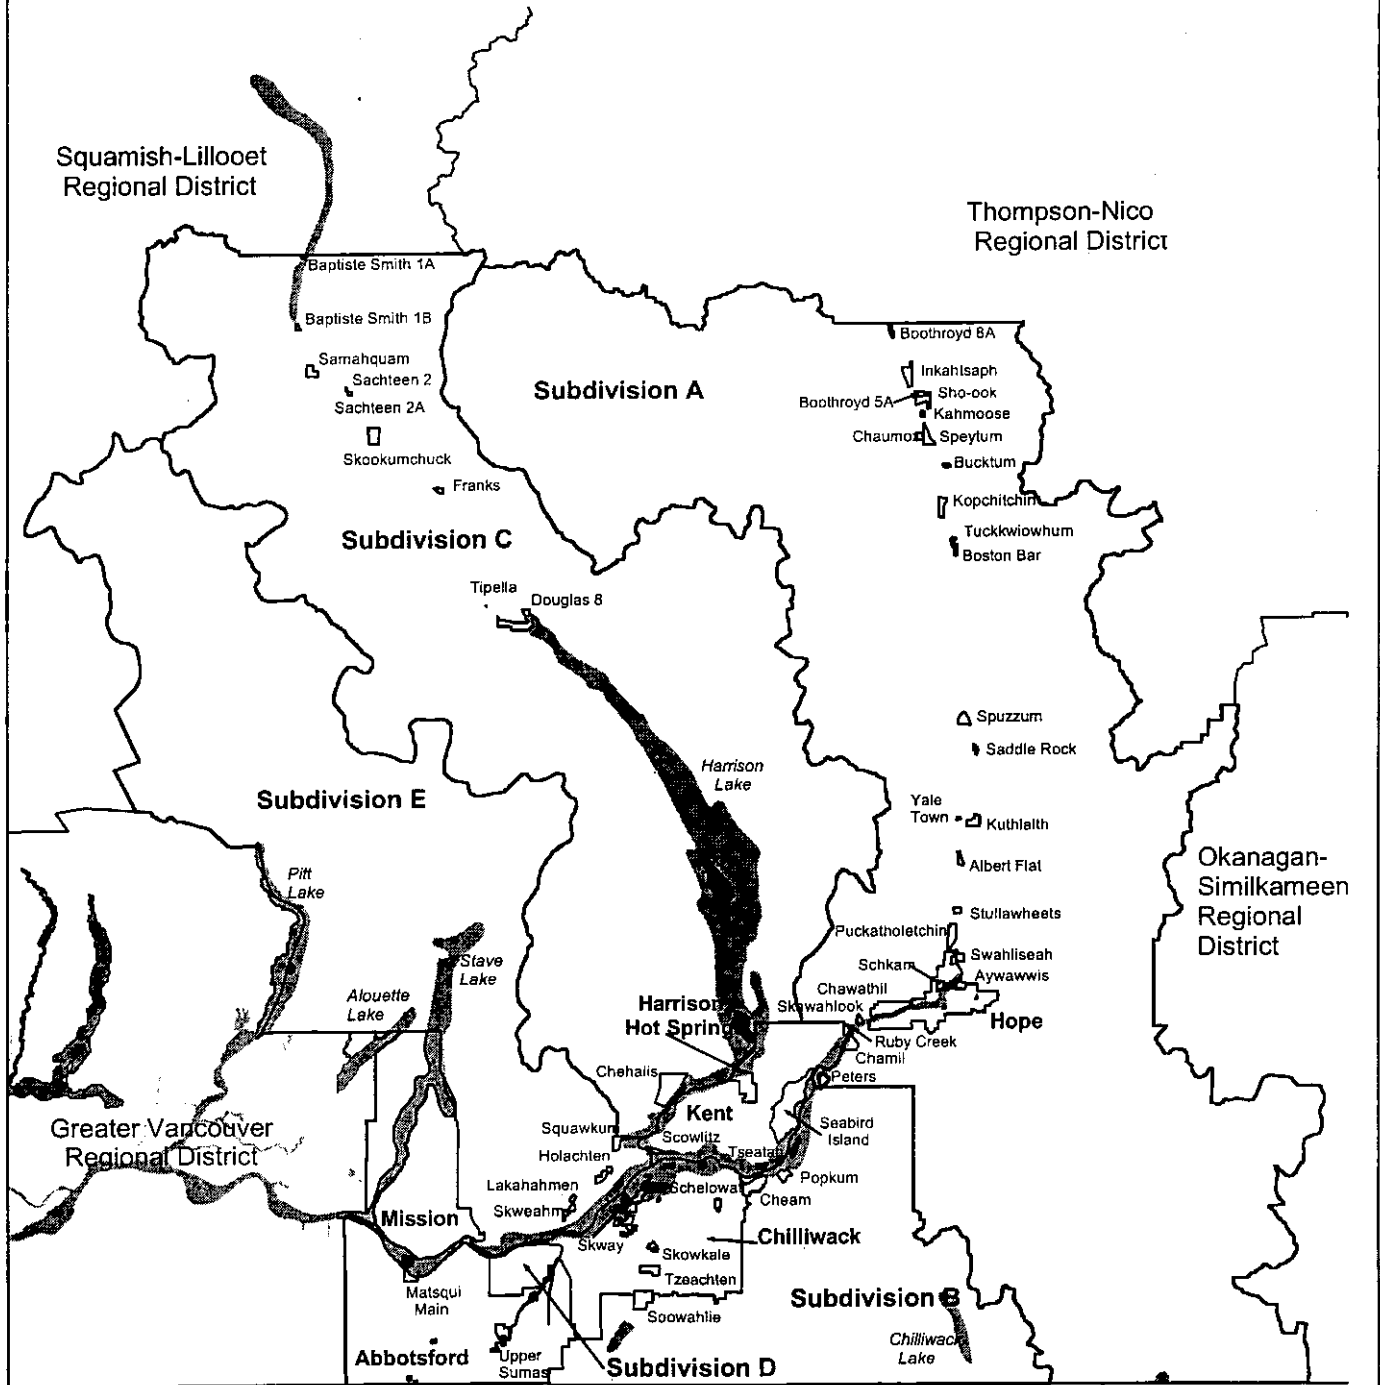 Squamish-Lillooet
Regional District
Thompson-Nico
Regional District
Baptiste Smith 1A
Baptiste Smith 1B
Boothroyd 8A
Samahquam
Sachteen 2
Sachteen 2A
Skookumchuck
Franks
Subdivision A
Inkahtsaph
Sho-ook
Boothroyd 5A
Kahmoose
Chaumox
Speytum
Bucktum
Kopchitchin
Tuckkwiowhum
Boston Bar
Subdivision C
Tipella
Douglas 8
Spuzzum
Saddle Rock
Harrison
Lake
Subdivision E
Yale
Town
Kuthlalth
Albert Flat
Okanagan-
Similkameen
Regional
District
Pitt
Lake
Stullawheets
Puckatholetchin
Swahliseah
Schkam
Aywawwis
Stave
Lake
Alouette
Lake
Chawathil
Skawahlook
Hope
Harrison
Hot Spring
Ruby Creek
Chamil
Peters
Chehalis
Kent
Seabird
Island
Greater Vancouver
Regional District
Squawkum
Scowlitz
Holachten
Tseatah
Popkum
Lakahahmen
Schelowat
Cheam
Skweahm
Mission
Skway
Chilliwack
Skowkale
Tzeachten
Matsqui
Main
Soowahlie
Subdivision B
Chilliwack
Lake
Abbotsford
Upper
Sumas
Subdivision D